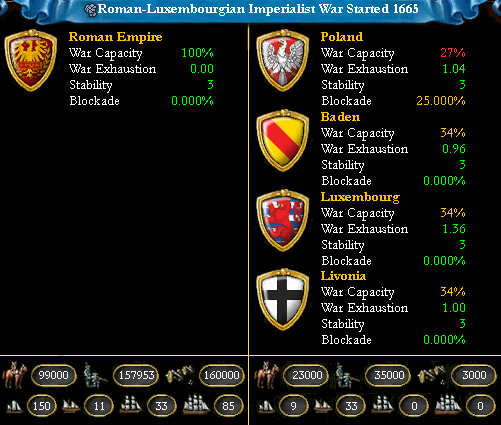 Roman-Luxembourgian Imperialist War Started 1665
Roman Empire
War Capacity 100%
War Exhaustion 0.00
Stability 3
Blockade 0.000%
Poland
War Capacity 27%
War Exhaustion 1.04
Stability 3
Blockade 25.000%
Baden
War Capacity 34%
War Exhaustion 0.96
Stability 3
Blockade 0.000%
Luxembourg
War Capacity 34%
War Exhaustion 1.36
Stability 3
Blockade 0.000%
Livonia
War Capacity 34%
War Exhaustion 1.00
Stability 3
Blockade 0.000%
99000 157953 160000
150 11 33 85
23000 35000 3000
9 33 0 0